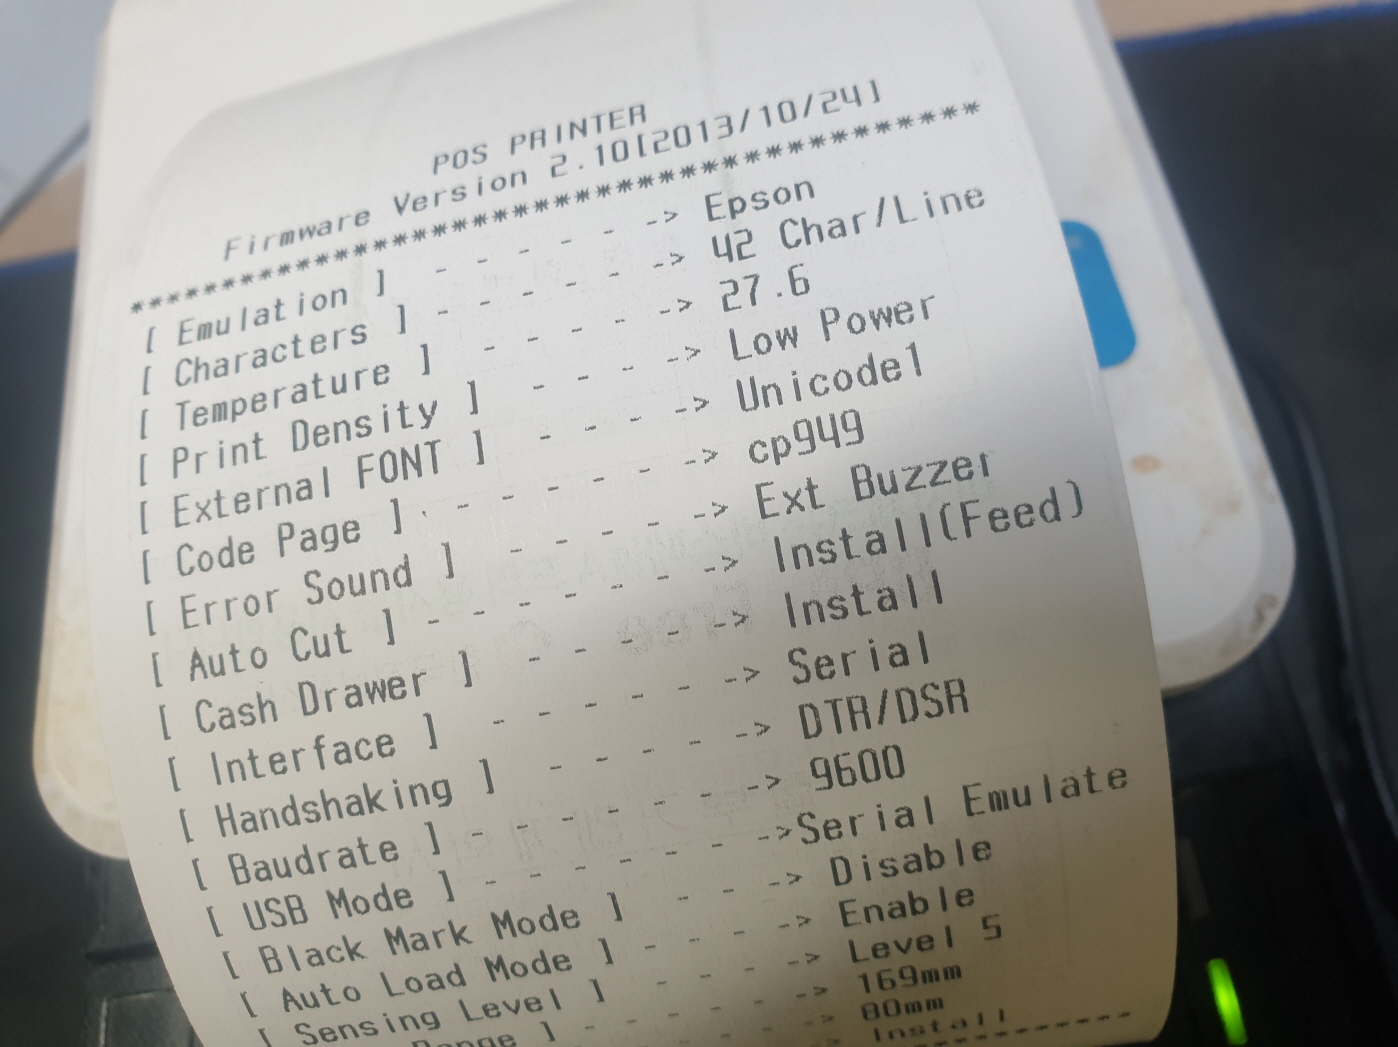 POS PRINTER
Firmware Version 2.10[2013/10/24]
******************************************
[ Emulation ] - - - - - -> Epson
[ Characters ] - - - - - - -> 42 Char/Line
[ Temperature ] - - - - - -> 27.6
[ Print Density ] - - - - -> Low Power
[ External FONT ] - - - -> Unicode1
[ Code Page ] - - - - - - -> cp949
[ Error Sound ] - - - - - -> Ext Buzzer
[ Auto Cut ] - - - - - - - -> Install(Feed)
[ Cash Drawer ] - - - - - -> Install
[ Interface ] - - - - - - -> Serial
[ Handshaking ] - - - - - -> DTR/DSR
[ Baudrate ] - - - - - - - -> 9600
[ USB Mode ] - - - - - - - ->Serial Emulate
[ Black Mark Mode ] - - - -> Disable
[ Auto Load Mode ] - - - - -> Enable
[ Sensing Level ] - - - - -> Level 5
] - - - - - -> 169mm
-> 80mm
Install